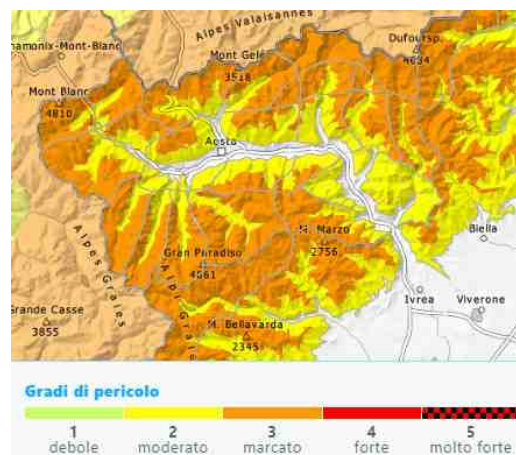 Alpes Valaisannes
hamonix-Mont-Blanc
Mont Gelé
3518
Dufoursp.
4634
Mont Blanc
4810
Aosta
M. Marzo
2756
Biella
Gran Paradiso
4061
Alpes Grales
Alpi Graie
Ivrea
Viverone
Grande Casse
3855
M. Bellavarda
2345
Gradi di pericolo
1 2 3 4 5
debole moderato marcato forte molto forte